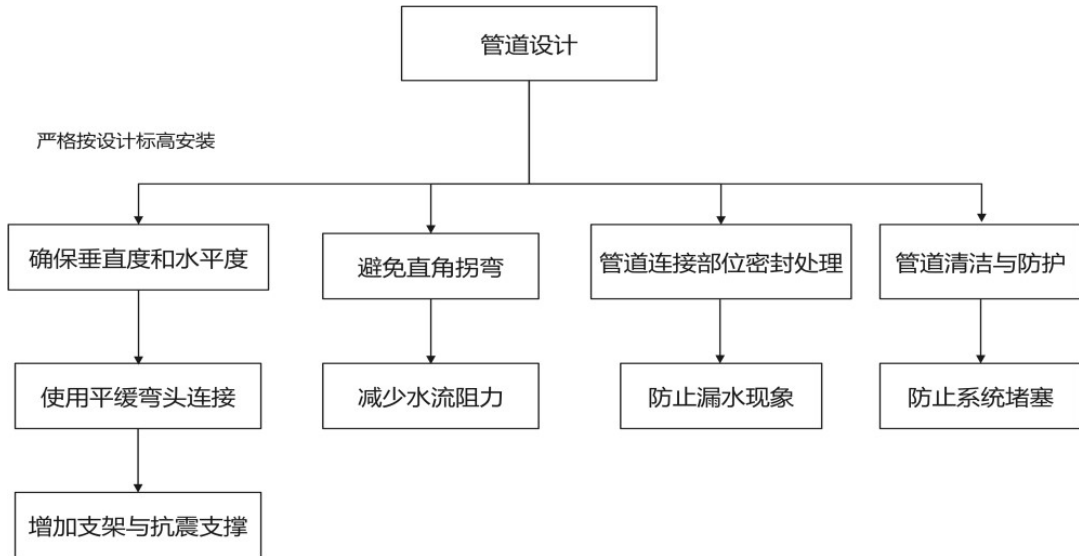 管道设计
严格按设计标高安装
确保垂直度和水平度
避免直角拐弯
管道连接部位密封处理
管道清洁与防护
使用平缓弯头连接
减少水流阻力
防止漏水现象
防止系统堵塞
增加支架与抗震支撑